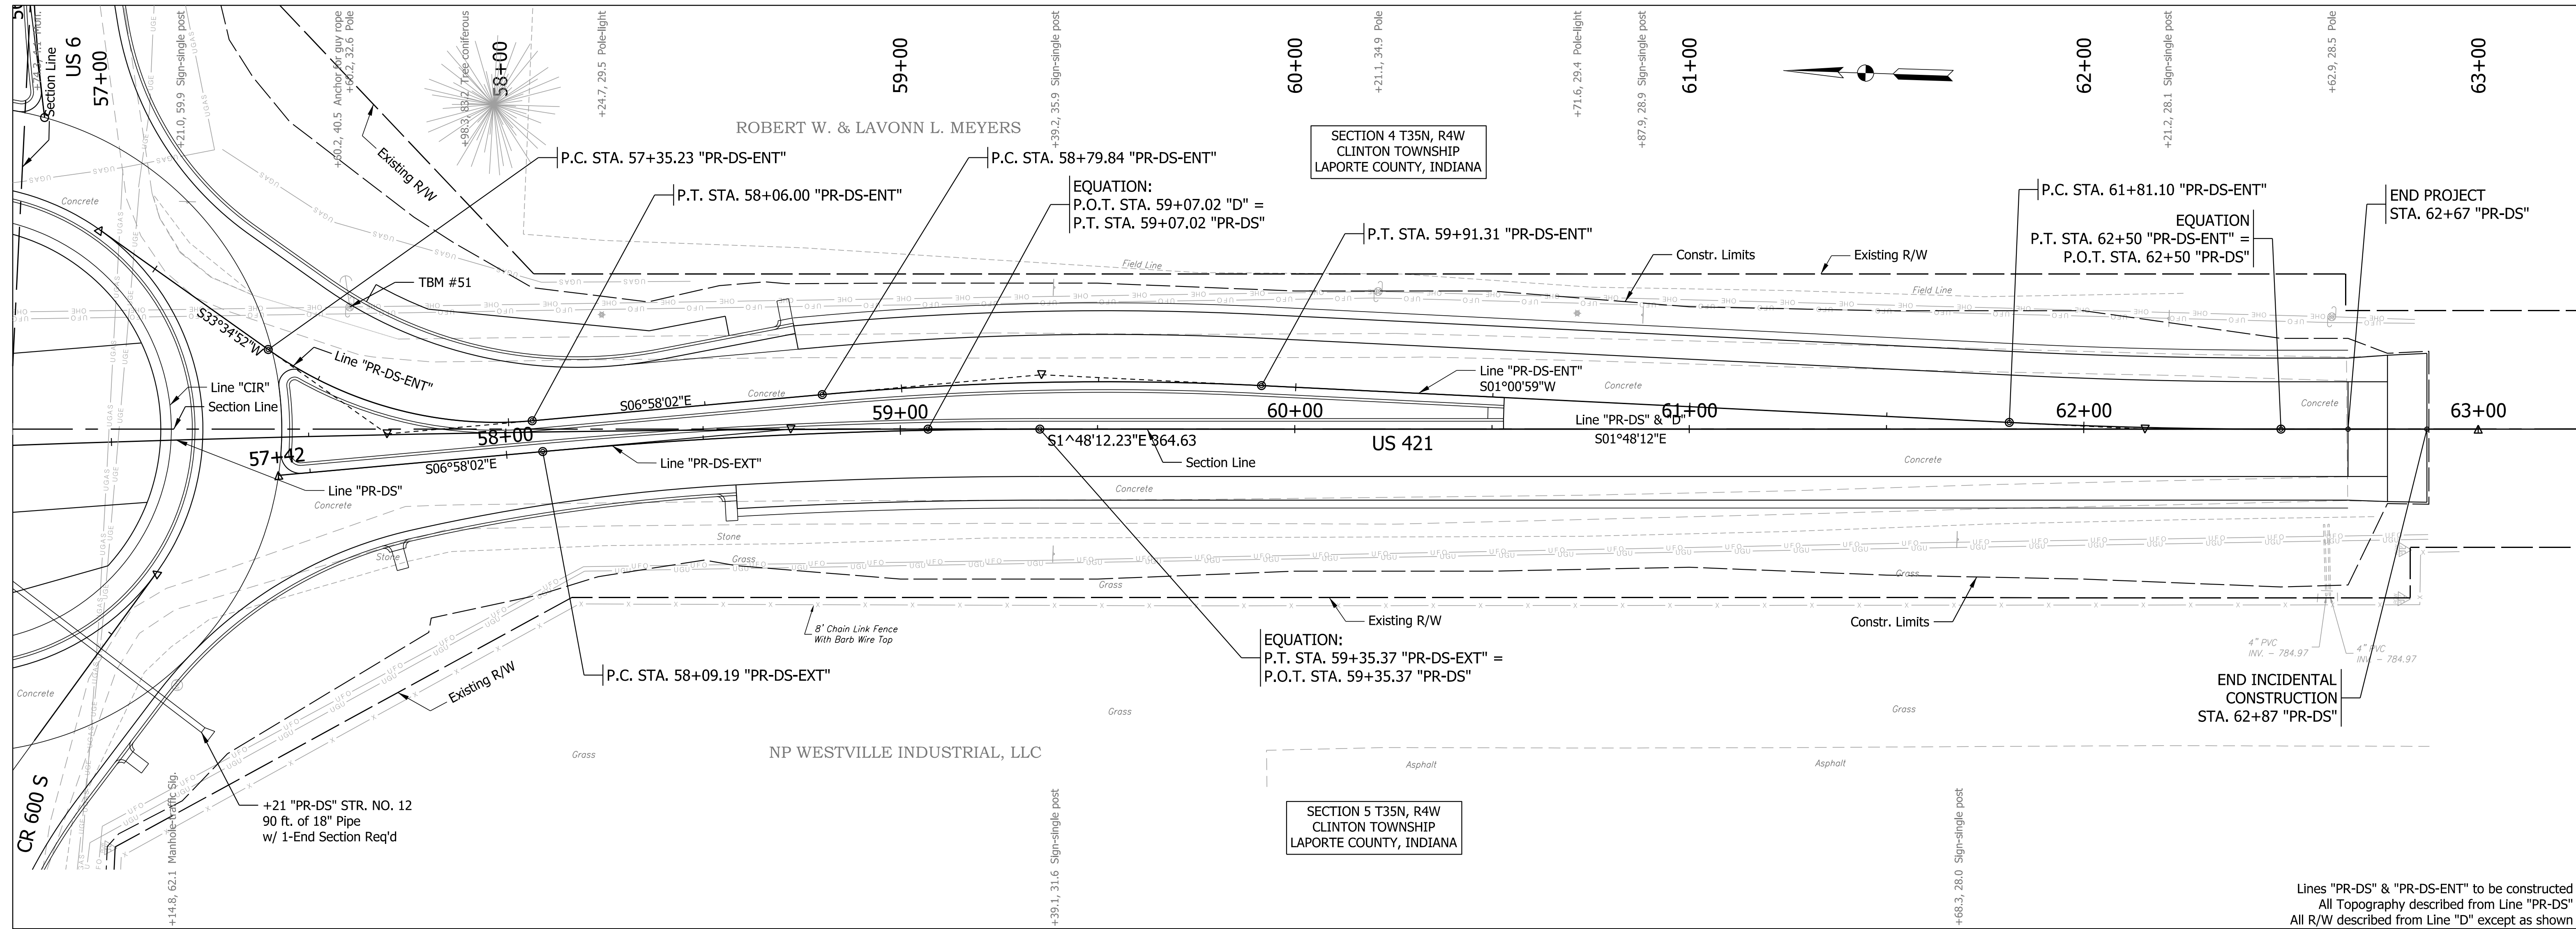 Section Line
US 6
57+00
+21.0, 59.9 Sign-single post
+60.2, 40.5 Anchor for guy rope
+60.2, 32.6 Pole
+98.3, 83.2 Tree-coniferous
58+00
+24.7, 29.5 Pole-light
59+00
+39.2, 35.9 Sign-single post
60+00
+21.1, 34.9 Pole
+71.6, 29.4 Pole-light
+87.9, 28.9 Sign-single post
61+00
62+00
+21.2, 28.1 Sign-single post
+62.9, 28.5 Pole
63+00
ROBERT W. & LAVONN L. MEYERS
SECTION 4 T35N, R4W
CLINTON TOWNSHIP
LAPORTE COUNTY, INDIANA
Existing R/W
P.C. STA. 57+35.23 "PR-DS-ENT"
P.T. STA. 58+06.00 "PR-DS-ENT"
P.C. STA. 58+79.84 "PR-DS-ENT"
EQUATION:
P.O.T. STA. 59+07.02 "D" =
P.T. STA. 59+07.02 "PR-DS"
P.T. STA. 59+91.31 "PR-DS-ENT"
P.C. STA. 61+81.10 "PR-DS-ENT"
EQUATION
P.T. STA. 62+50 "PR-DS-ENT" =
P.O.T. STA. 62+50 "PR-DS"
END PROJECT
STA. 62+67 "PR-DS"
Concrete
TBM #51
Field Line
Constr. Limits
Existing R/W
Field Line
S33°34'52"W
Line "PR-DS-ENT"
Line "CIR"
Section Line
Concrete
S06°58'02"E
Line "PR-DS-ENT"
S01°00'59"W
Concrete
Concrete
58+00
59+00
60+00
61+00
62+00
63+00
Line "PR-DS" & "D"
S01°48'12"E
S1^48'12.23"E 364.63
US 421
57+42
S06°58'02"E
Line "PR-DS-EXT"
Section Line
Concrete
Line "PR-DS"
Concrete
Concrete
Stone
Stone
Grass
Grass
Grass
8' Chain Link Fence
With Barb Wire Top
Existing R/W
Constr. Limits
EQUATION:
P.T. STA. 59+35.37 "PR-DS-EXT" =
P.O.T. STA. 59+35.37 "PR-DS"
P.C. STA. 58+09.19 "PR-DS-EXT"
Existing R/W
4" PVC
INV. - 784.97
4" PVC
INV. - 784.97
END INCIDENTAL
CONSTRUCTION
STA. 62+87 "PR-DS"
Concrete
Grass
Grass
Grass
NP WESTVILLE INDUSTRIAL, LLC
Asphalt
Asphalt
CR 600 S
+21 "PR-DS" STR. NO. 12
90 ft. of 18" Pipe
w/ 1-End Section Req'd
SECTION 5 T35N, R4W
CLINTON TOWNSHIP
LAPORTE COUNTY, INDIANA
+14.8, 62.1 Manhole-traffic Sig.
+39.1, 31.6 Sign-single post
+68.3, 28.0 Sign-single post
Lines "PR-DS" & "PR-DS-ENT" to be constructed
All Topography described from Line "PR-DS"
All R/W described from Line "D" except as shown